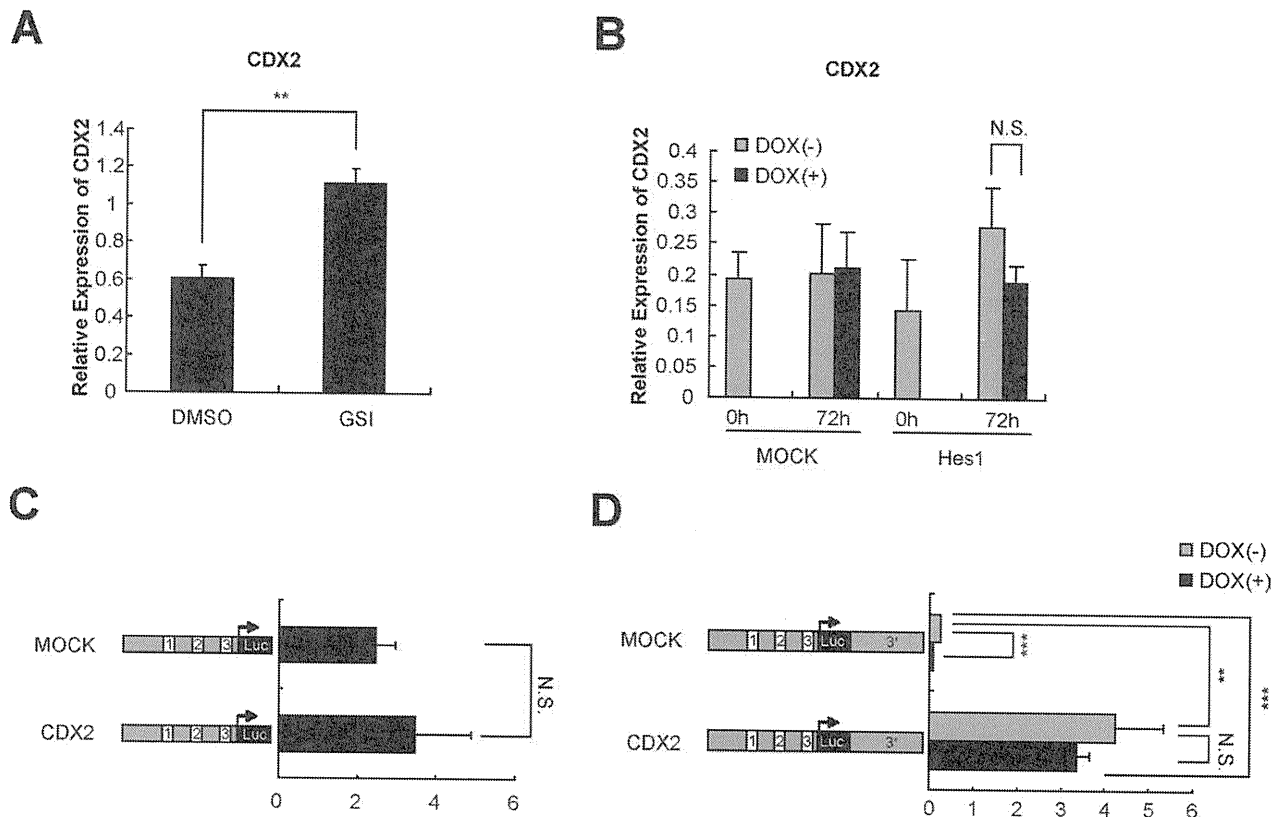 A
CDX2
**
Relative Expression of CDX2
1.4
1.2
1
0.8
0.6
0.4
0.2
0
DMSO
GSI
B
CDX2
N.S.
DOX(-)
DOX(+)
Relative Expression of CDX2
0.4
0.35
0.3
0.25
0.2
0.15
0.1
0.05
0
0h
72h
0h
72h
MOCK
Hes1
C
MOCK
1 2 3 Luc
CDX2
1 2 3 Luc
N.S.
0 2 4 6
D
DOX(-)
DOX(+)
MOCK
1 2 3 Luc 3'
CDX2
1 2 3 Luc 3'
***
**
N.S.
***
0 1 2 3 4 5 6